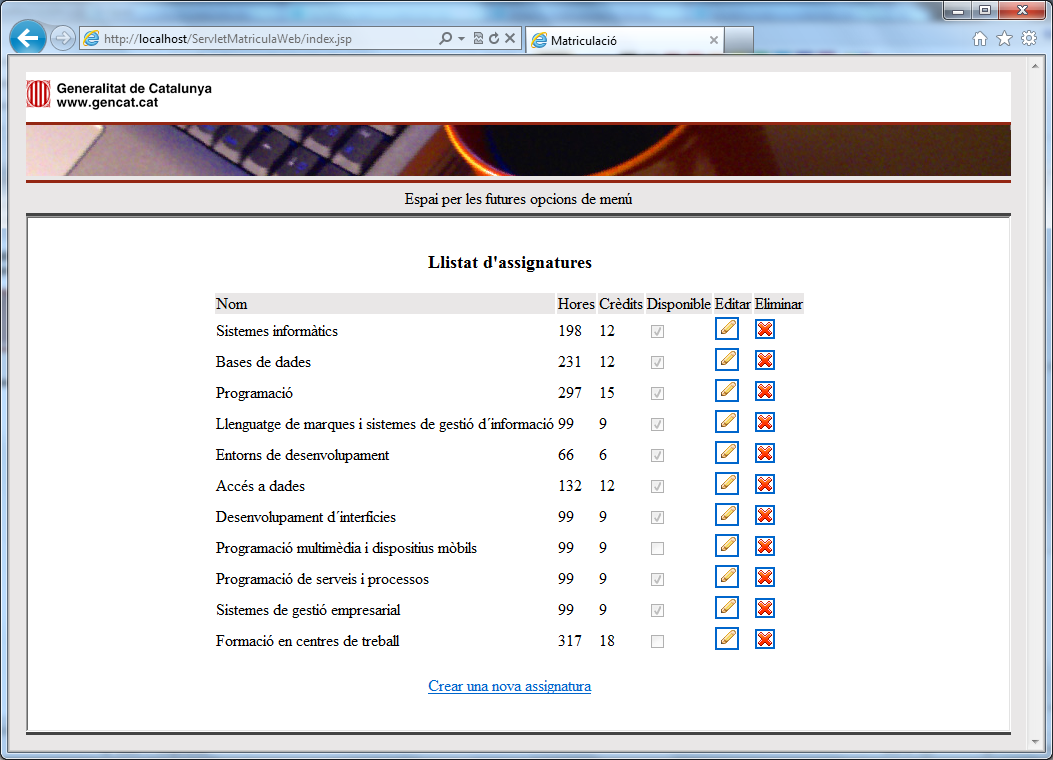 http://localhost/ServletMatriculaWeb/index.jsp
Matriculació
Generalitat de Catalunya
www.gencat.cat
Espai per les futures opcions de menú
Llistat d'assignatures
Nom Hores Crèdits Disponible Editar Eliminar
Sistemes informàtics 198 12
Bases de dades 231 12
Programació 297 15
Llenguatge de marques i sistemes de gestió d´informació 99 9
Entorns de desenvolupament 66 6
Accés a dades 132 12
Desenvolupament d´interfícies 99 9
Programació multimèdia i dispositius mòbils 99 9
Programació de serveis i processos 99 9
Sistemes de gestió empresarial 99 9
Formació en centres de treball 317 18
Crear una nova assignatura